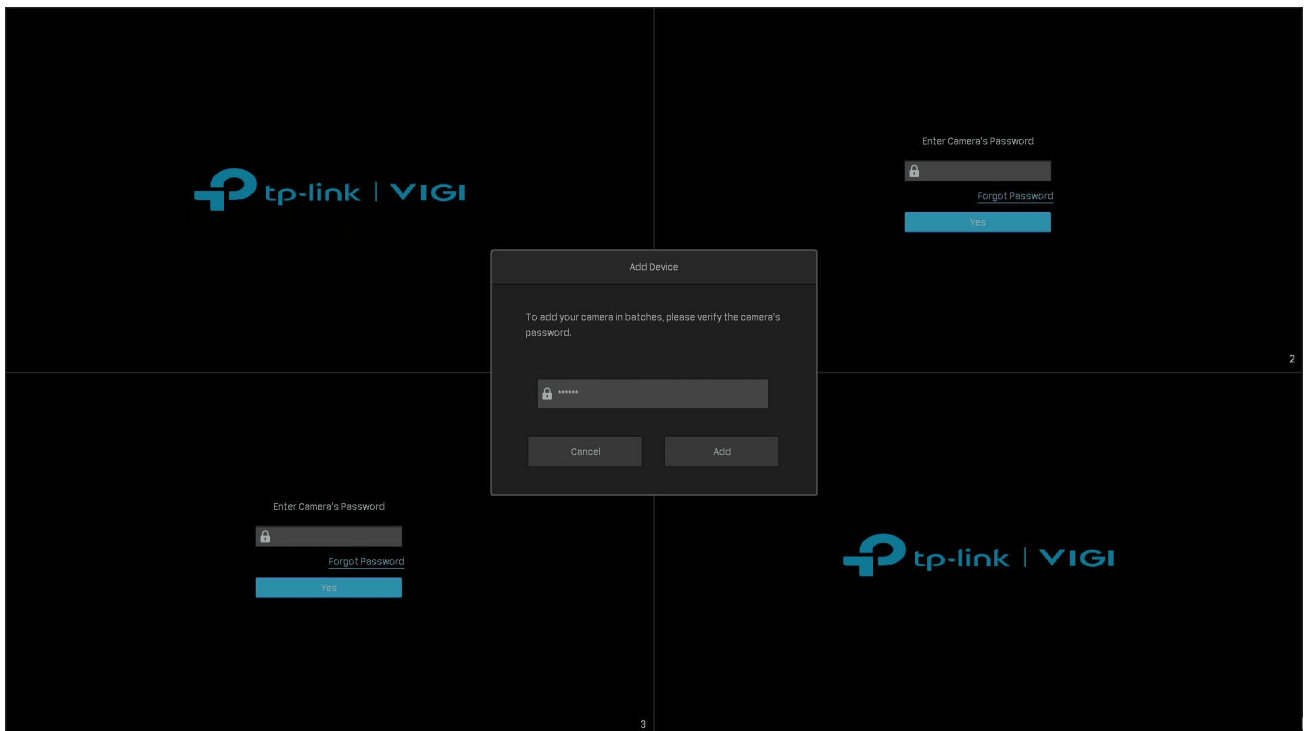 tp-link | VIGI
Enter Camera's Password
Forgot Password
Yes
2
Add Device
To add your camera in batches, please verify the camera's
password.
******
Cancel
Add
Enter Camera's Password
Forgot Password
Yes
3
tp-link | VIGI